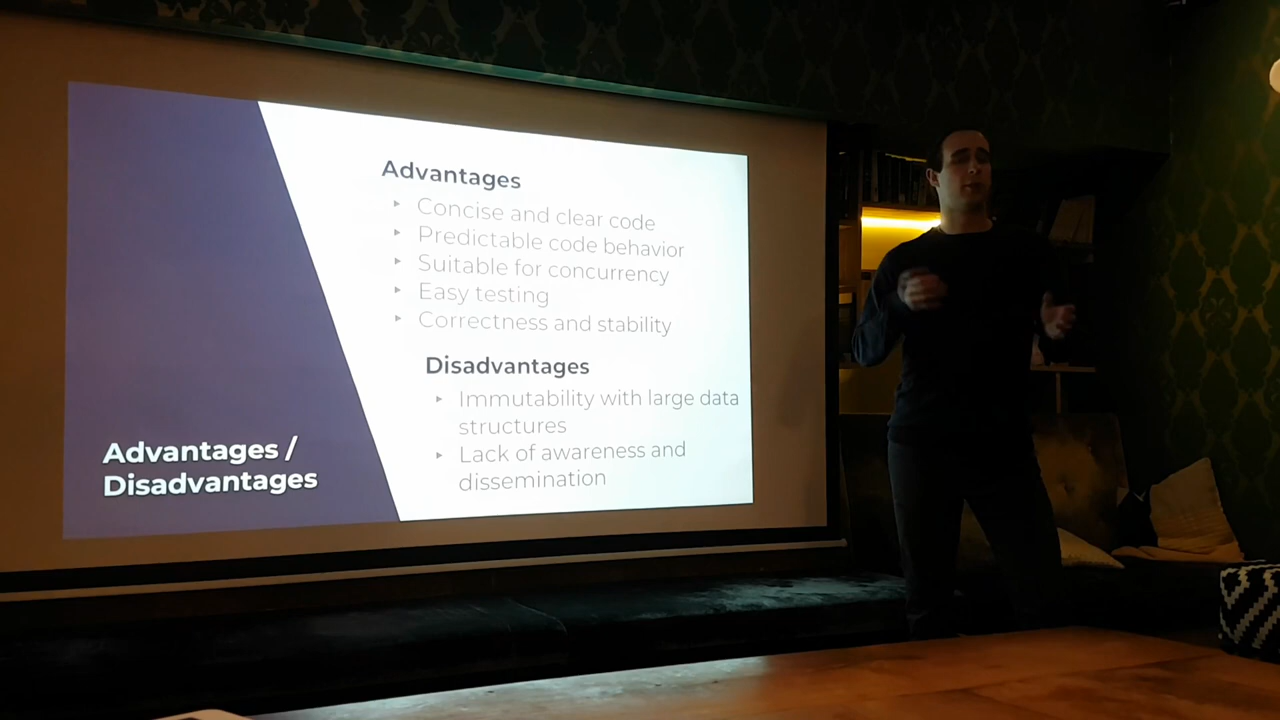 Advantages
Concise and clear code
Predictable code behavior
Suitable for concurrency
Easy testing
Correctness and stability
Disadvantages
Immutability with large data
structures
Lack of awareness and
dissemination
Advantages /
Disadvantages